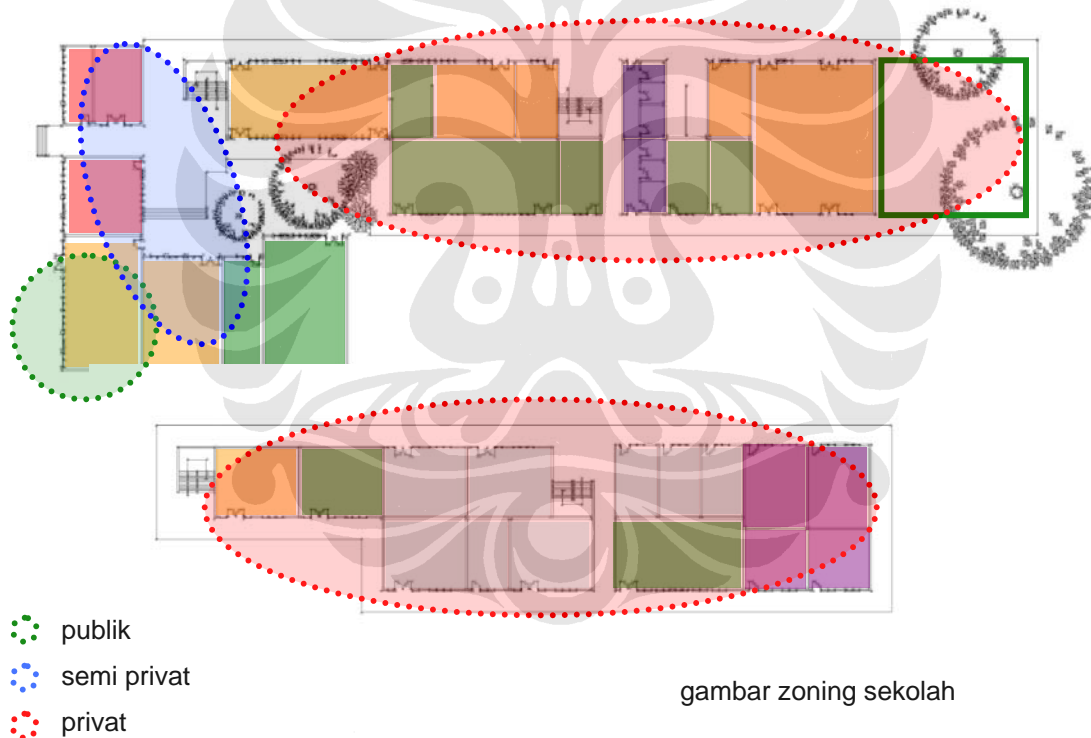 publik
semi privat
privat
gambar zoning sekolah